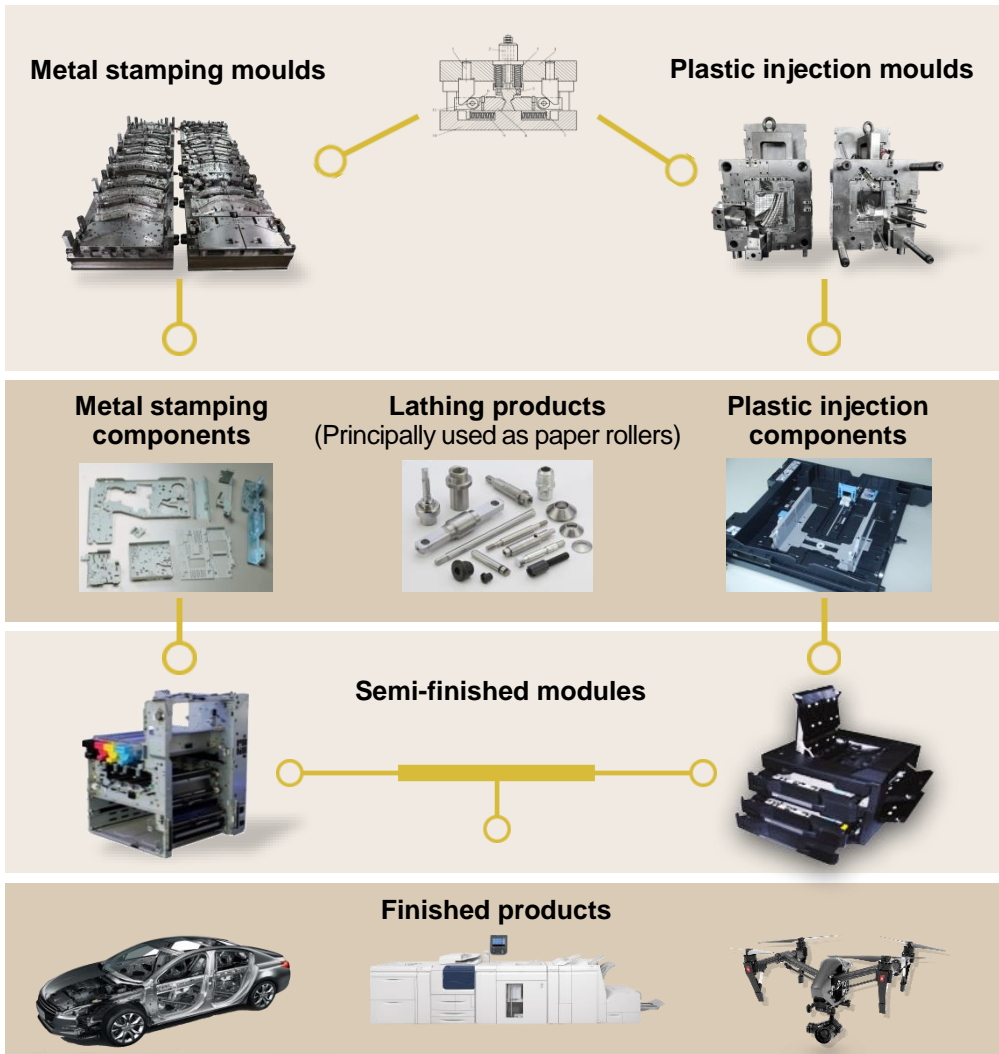 Metal stamping moulds
Plastic injection moulds
Metal stamping
components
Lathing products
(Principally used as paper rollers)
Plastic injection
components
Semi-finished modules
Finished products